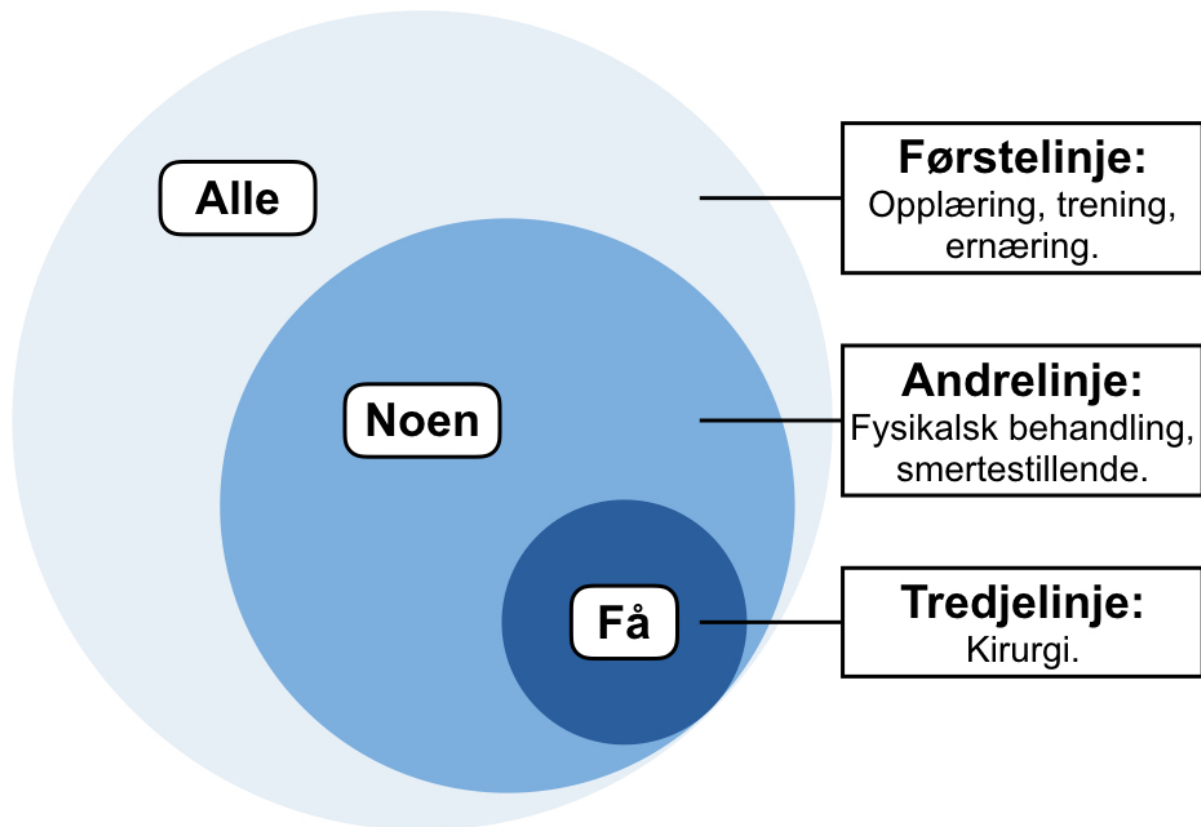 Alle
Førstelinje:
Opplæring, trening,
ernæring.
Noen
Andrelinje:
Fysikalsk behandling,
smertestillende.
Få
Tredjelinje:
Kirurgi.